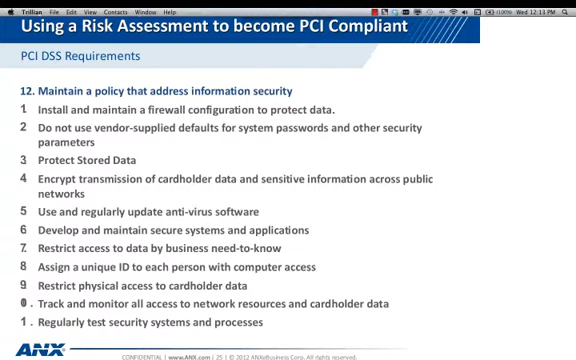 Trillian File Edit View Contacts Window Help
(100%) Wed 12:13 PM
Using a Risk Assessment to become PCI Compliant
PCI DSS Requirements
12. Maintain a policy that address information security
1 Install and maintain a firewall configuration to protect data.
2 Do not use vendor-supplied defaults for system passwords and other security
parameters
3 Protect Stored Data
4 Encrypt transmission of cardholder data and sensitive information across public
networks
5 Use and regularly update anti-virus software
6 Develop and maintain secure systems and applications
7. Restrict access to data by business need-to-know
8 Assign a unique ID to each person with computer access
9 Restrict physical access to cardholder data
0. Track and monitor all access to network resources and cardholder data
1. Regularly test security systems and processes
ANX CONFIDENTIAL | www.ANX.com | 25 | © 2012 ANXeBusiness Corp. All rights reserved.